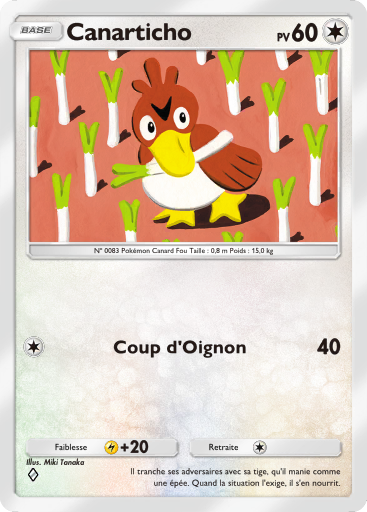 BASE Canarticho PV 60
N° 0083 Pokémon Canard Fou Taille : 0,8 m Poids : 15,0 kg
Coup d'Oignon 40
Faiblesse +20 Retraite
Illus. Miki Tanaka
Il tranche ses adversaires avec sa tige, qu'il manie comme
une épée. Quand la situation l'exige, il s'en nourrit.